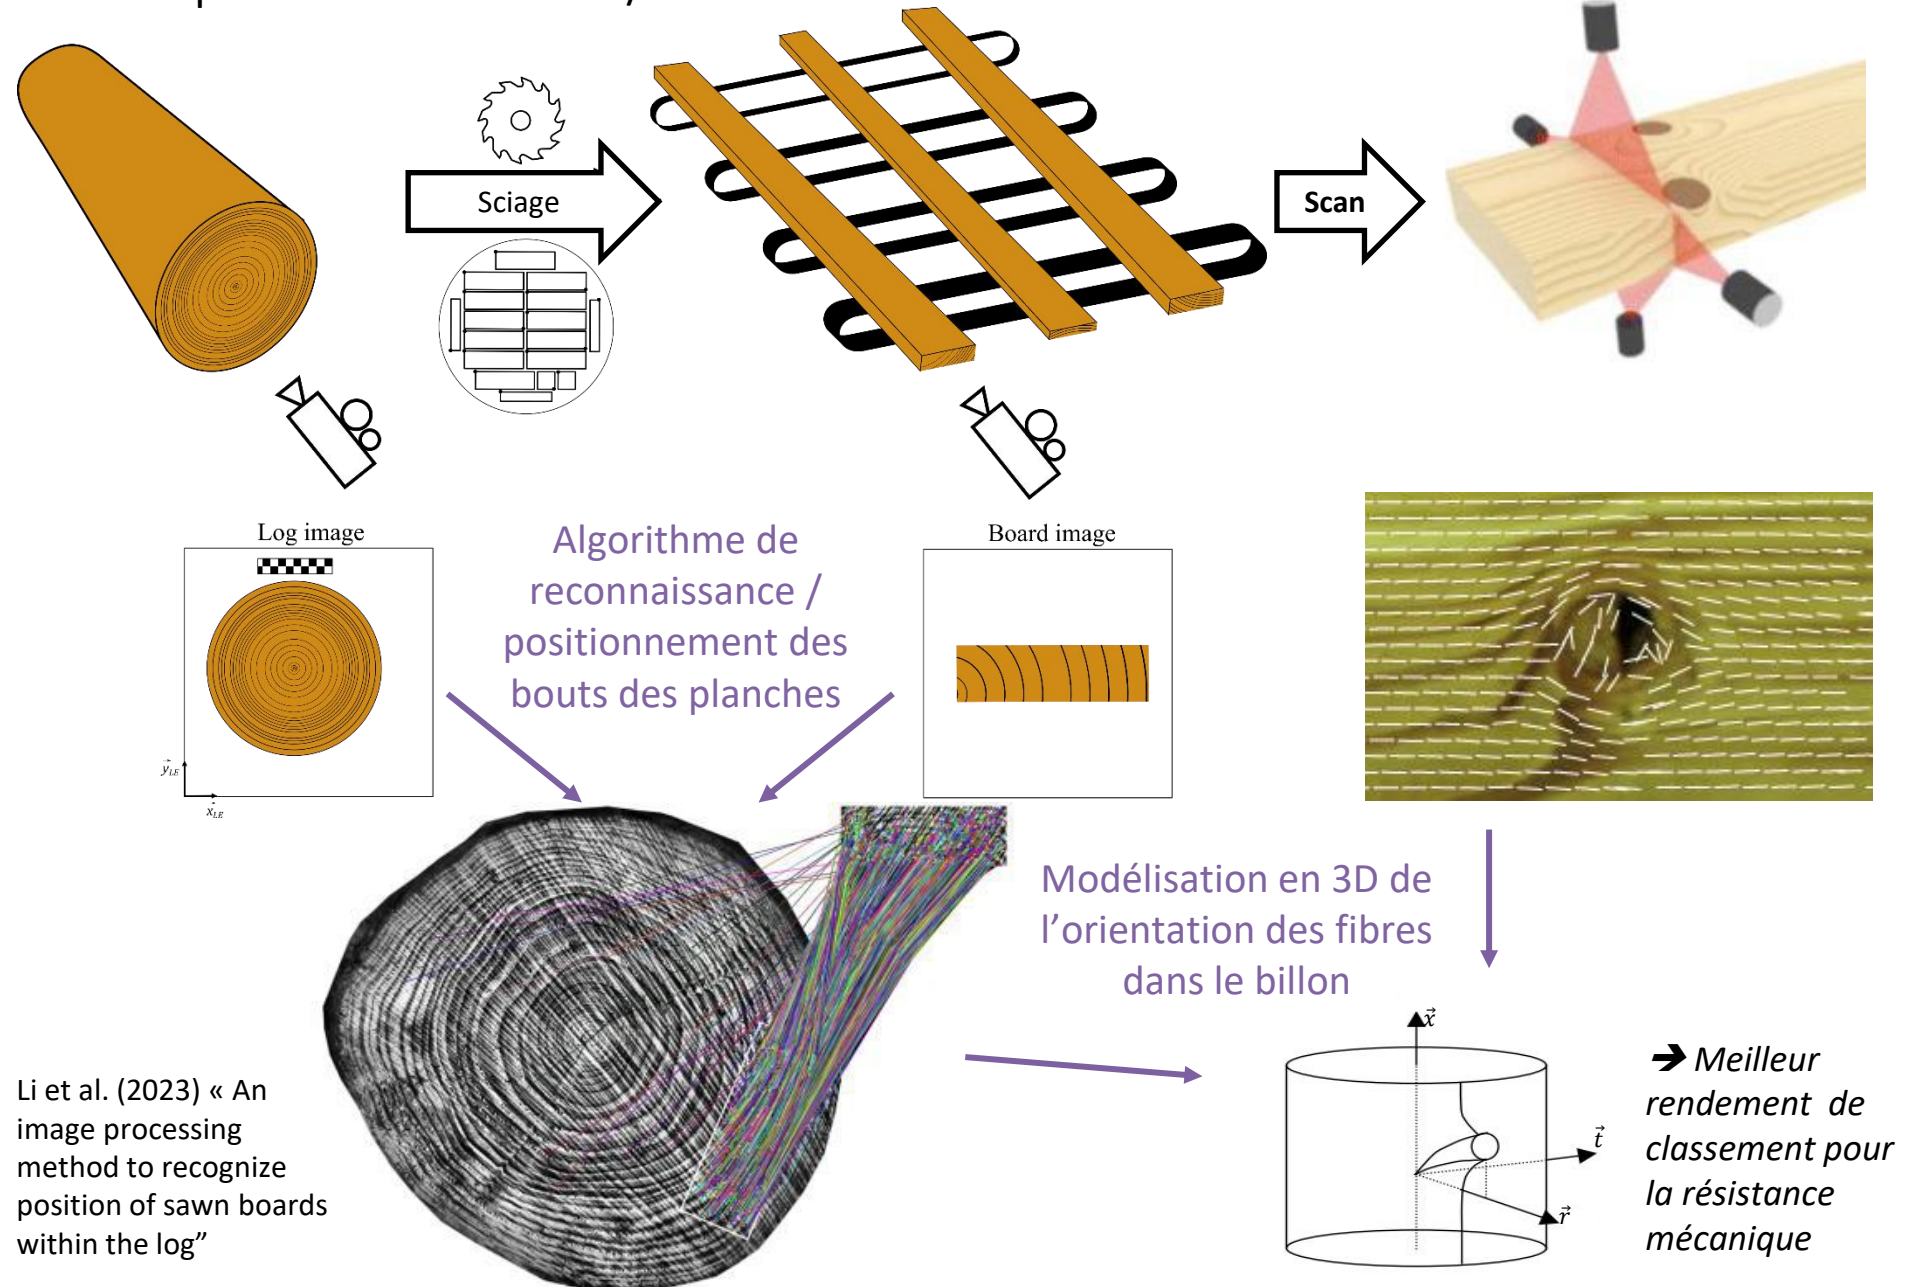 Sciage
Scan
Log image
Board image
Algorithme de
reconnaissance /
positionnement des
bouts des planches
y LE
x LE
Modélisation en 3D de
l’orientation des fibres
dans le billon
Li et al. (2023) « An
image processing
method to recognize
position of sawn boards
within the log”
x
t
r
➔ Meilleur
rendement de
classement pour
la résistance
mécanique